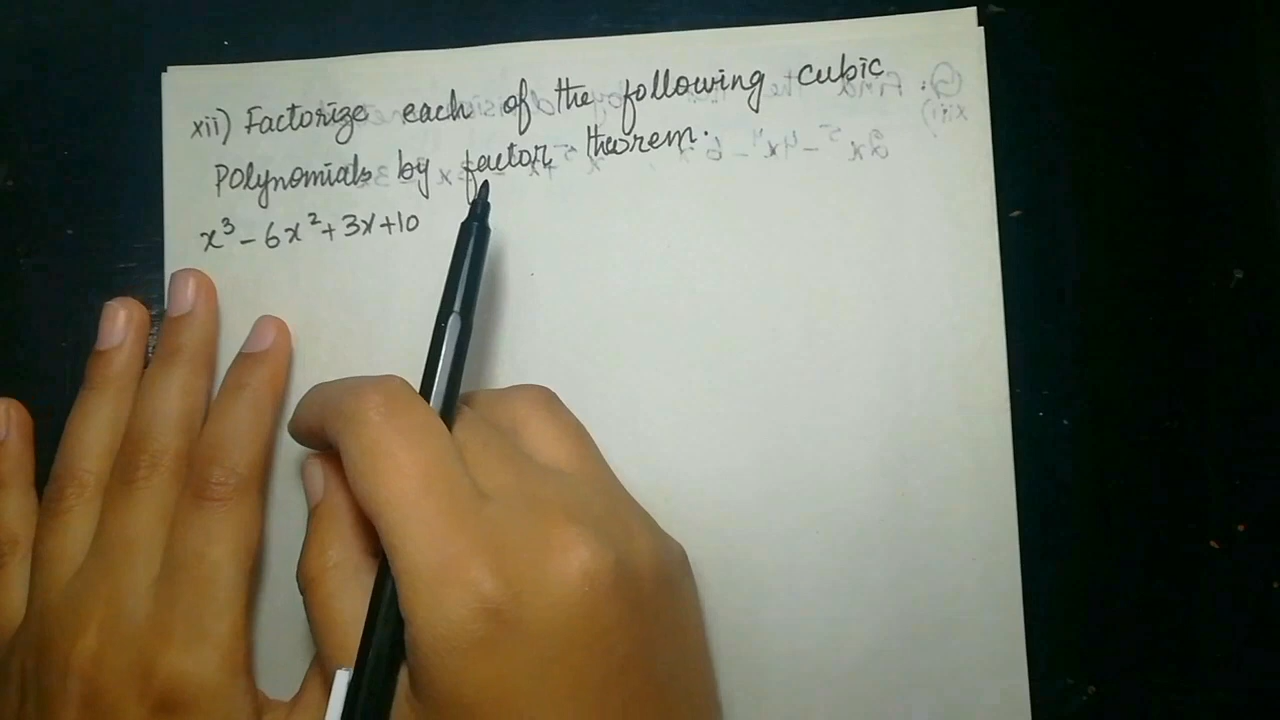 xii) Factorize each of the following cubic
Polynomials by factor theorem.
x³ - 6x² + 3x + 10